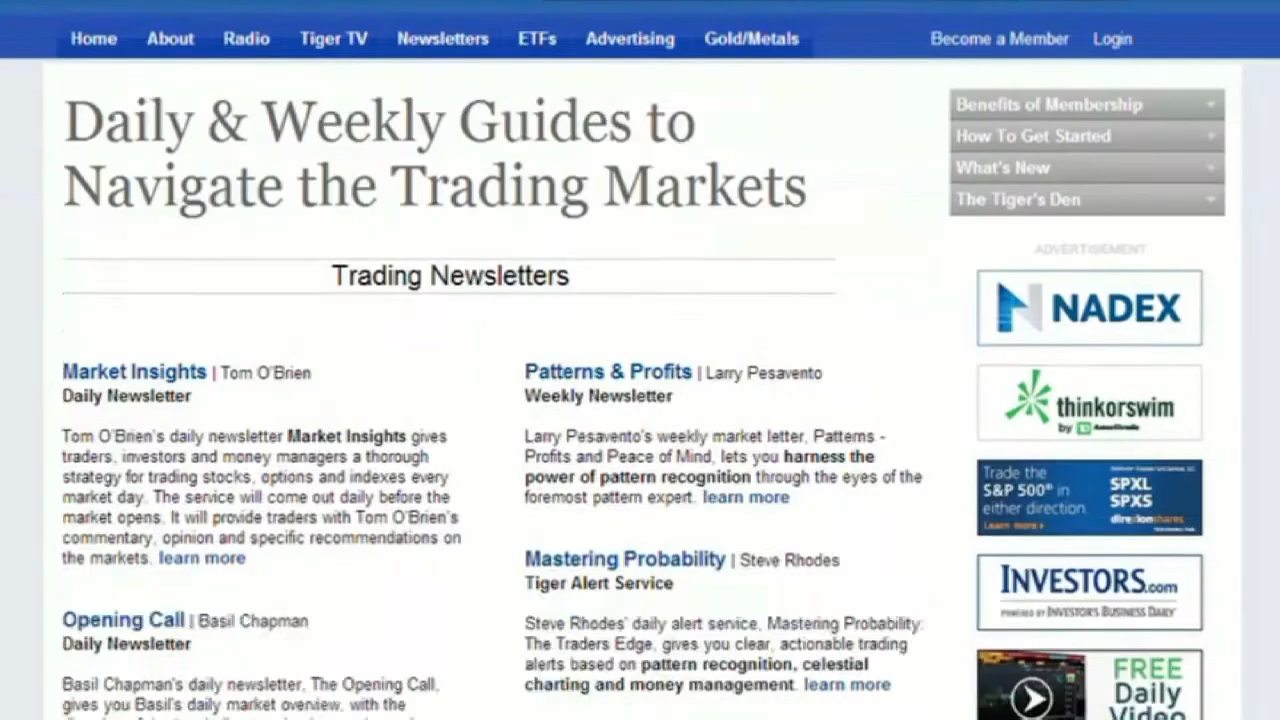 Home About Radio Tiger TV Newsletters ETFs Advertising Gold/Metals Become a Member Login
Daily & Weekly Guides to
Navigate the Trading Markets
Trading Newsletters
Market Insights | Tom O'Brien
Daily Newsletter
Tom O'Brien's daily newsletter Market Insights gives
traders, investors and money managers a thorough
strategy for trading stocks, options and indexes every
market day. The service will come out daily before the
market opens. It will provide traders with Tom O'Brien's
commentary, opinion and specific recommendations on
the markets. learn more
Opening Call | Basil Chapman
Daily Newsletter
Basil Chapman's daily newsletter, The Opening Call,
gives you Basil's daily market overview, with the
Patterns & Profits | Larry Pesavento
Weekly Newsletter
Larry Pesavento's weekly market letter, Patterns -
Profits and Peace of Mind, lets you harness the
power of pattern recognition through the eyes of the
foremost pattern expert. learn more
Mastering Probability | Steve Rhodes
Tiger Alert Service
Steve Rhodes' daily alert service, Mastering Probability:
The Traders Edge, gives you clear, actionable trading
alerts based on pattern recognition, celestial
charting and money management. learn more
Benefits of Membership
How To Get Started
What's New
The Tiger's Den
ADVERTISEMENT
NADEX
thinkorswim
by Ameritrade
Trade the
S&P 500® in
either direction.
Learn more
SPXL
SPXS
direxionshares
INVESTORS.com
POWERED BY INVESTOR'S BUSINESS DAILY
FREE
Daily
Video